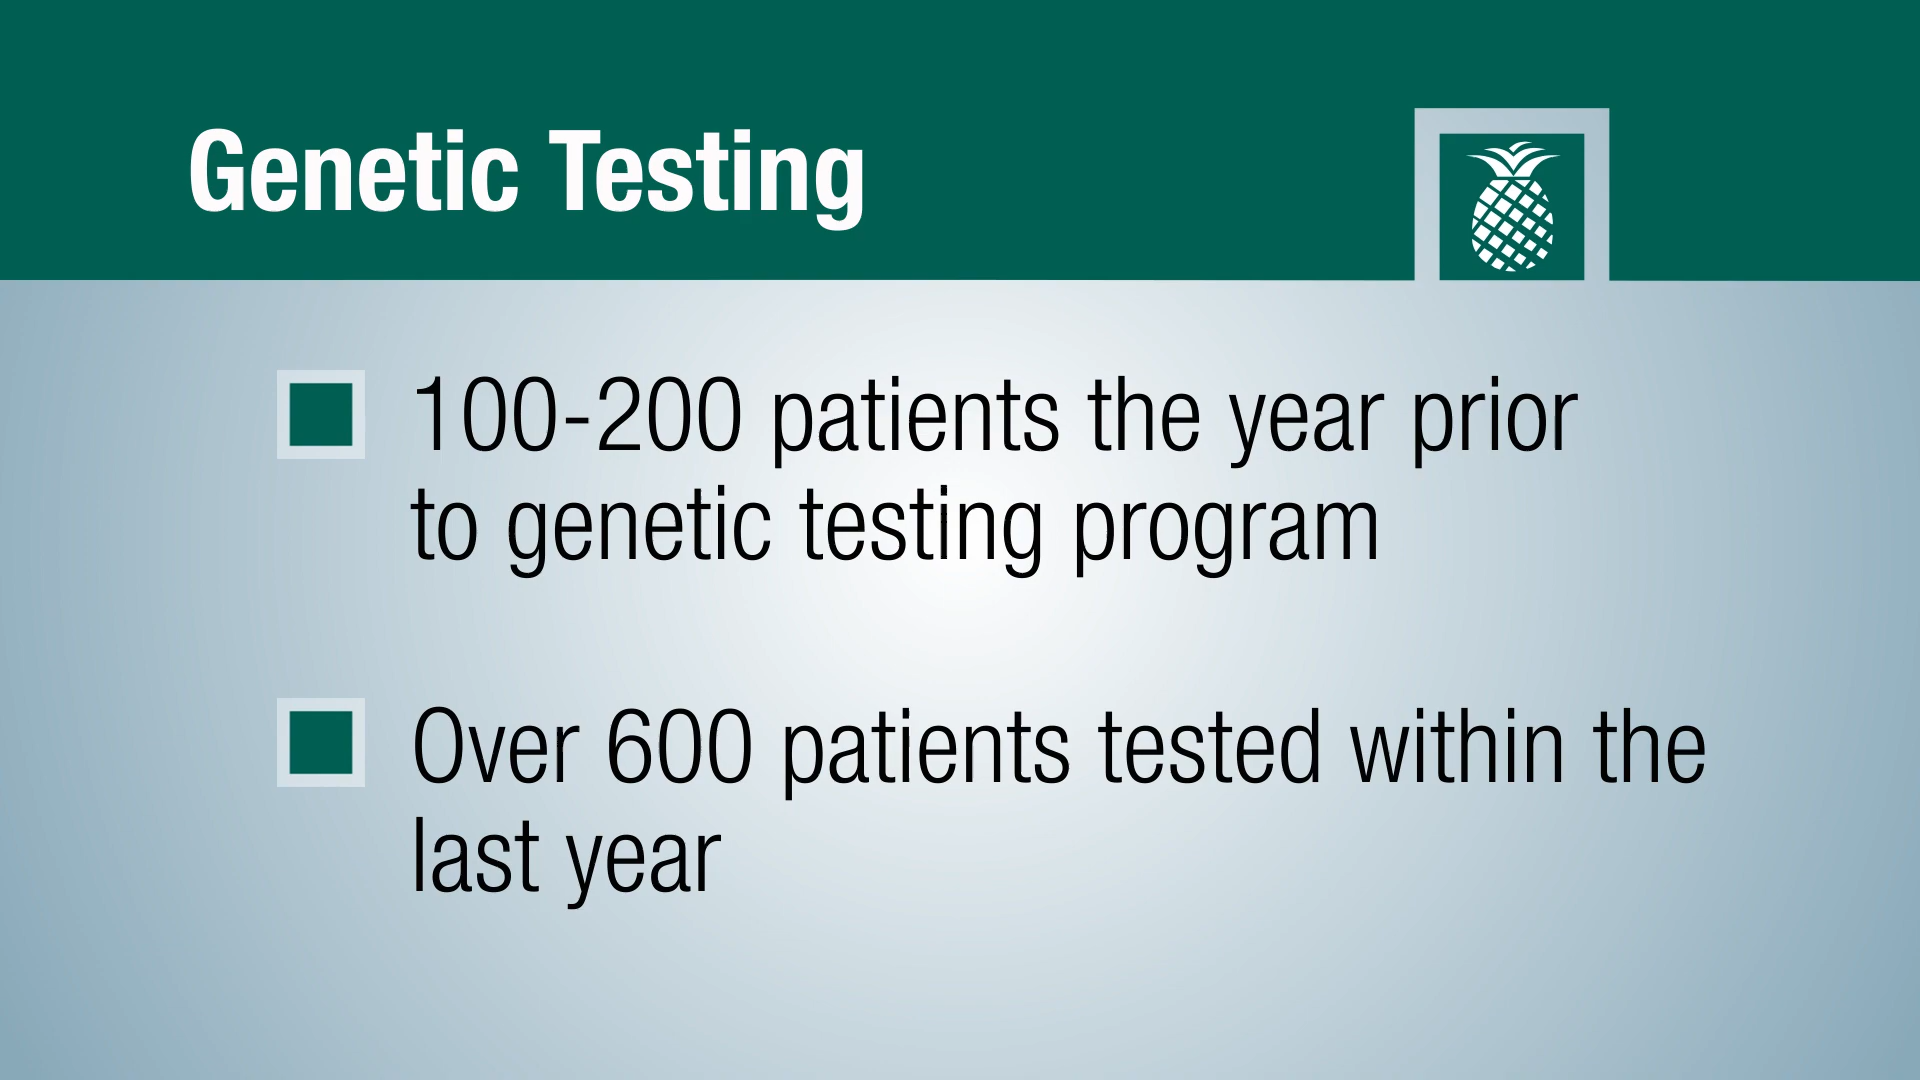 Genetic Testing
100-200 patients the year prior
to genetic testing program
Over 600 patients tested within the
last year